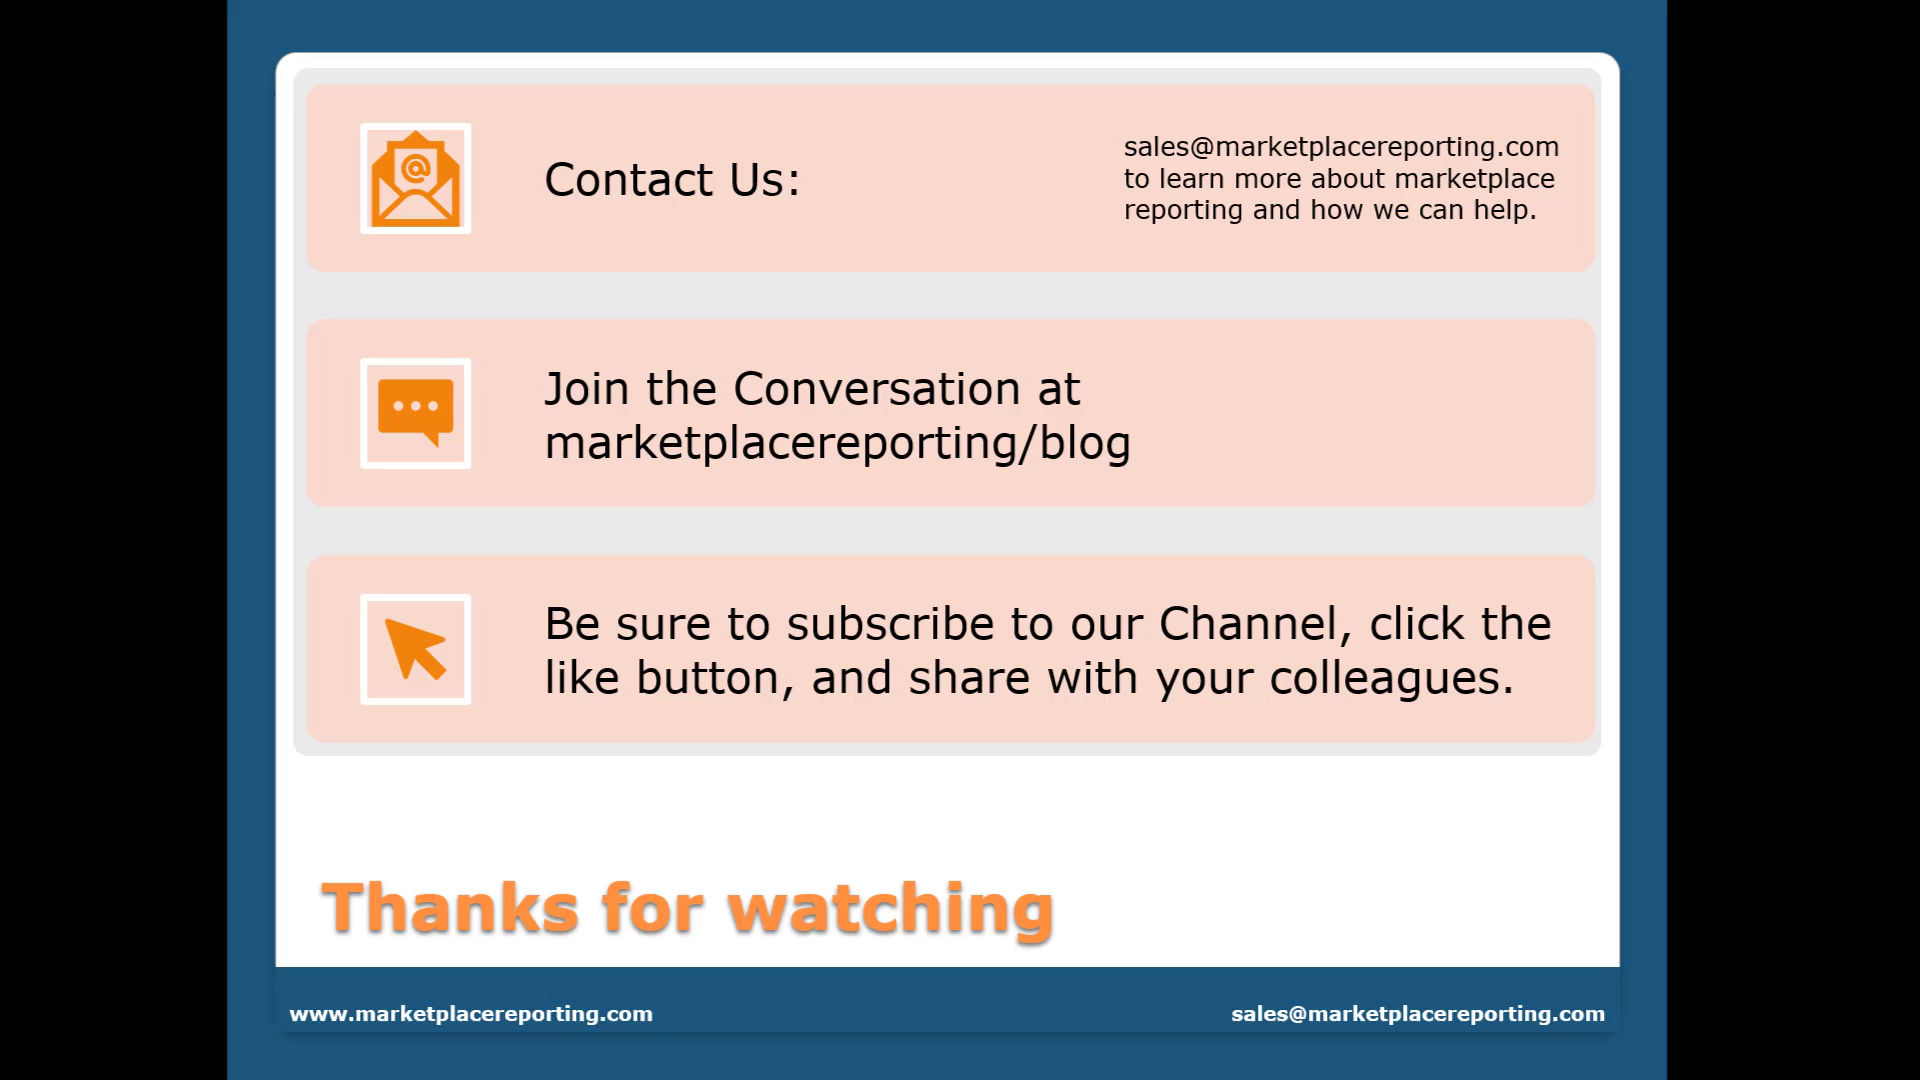 Contact Us:
sales@marketplacereporting.com
to learn more about marketplace
reporting and how we can help.
Join the Conversation at
marketplacereporting/blog
Be sure to subscribe to our Channel, click the
like button, and share with your colleagues.
Thanks for watching
www.marketplacereporting.com
sales@marketplacereporting.com